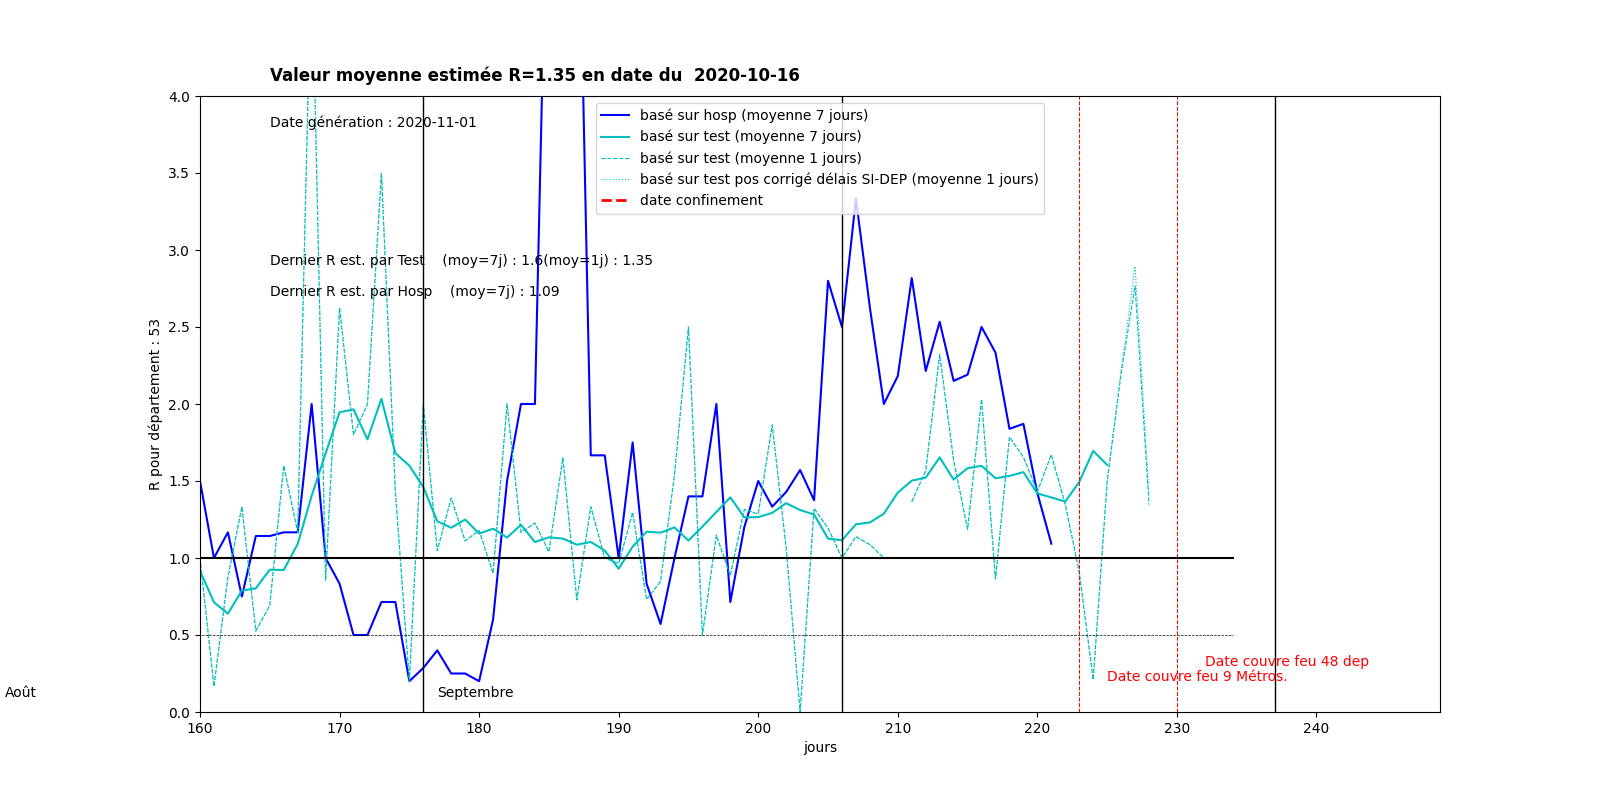 Valeur moyenne estimée R=1.35 en date du  2020-10-16
4.0
Date génération : 2020-11-01
basé sur hosp (moyenne 7 jours)
basé sur test (moyenne 7 jours)
basé sur test (moyenne 1 jours)
basé sur test pos corrigé délais SI-DEP (moyenne 1 jours)
date confinement
3.5
3.0
Dernier R est. par Test    (moy=7j) : 1.6(moy=1j) : 1.35
Dernier R est. par Hosp    (moy=7j) : 1.09
2.5
2.0
R pour département : 53
1.5
1.0
0.5
Date couvre feu 48 dep
Date couvre feu 9 Métros.
Août
Septembre
0.0
160 170 180 190 200 210 220 230 240
jours